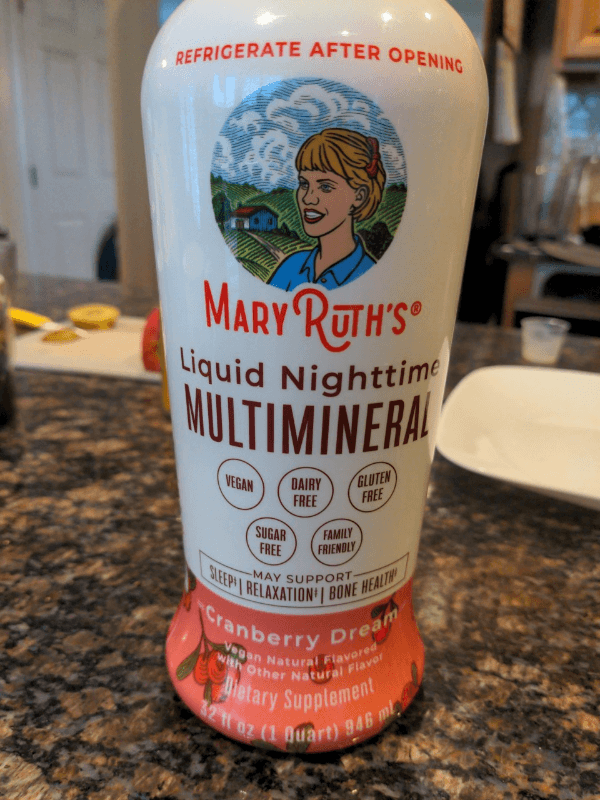 REFRIGERATE AFTER OPENING
MARY RUTH'S®
Liquid Nighttime
MULTIMINERAL
VEGAN
DAIRY
FREE
GLUTEN
FREE
SUGAR
FREE
FAMILY
FRIENDLY
MAY SUPPORT
SLEEP‡ | RELAXATION‡ | BONE HEALTH‡
Cranberry Dream
Vegan Natural Flavored
with Other Natural Flavor
Dietary Supplement
32 fl oz (1 Quart) 946 mL